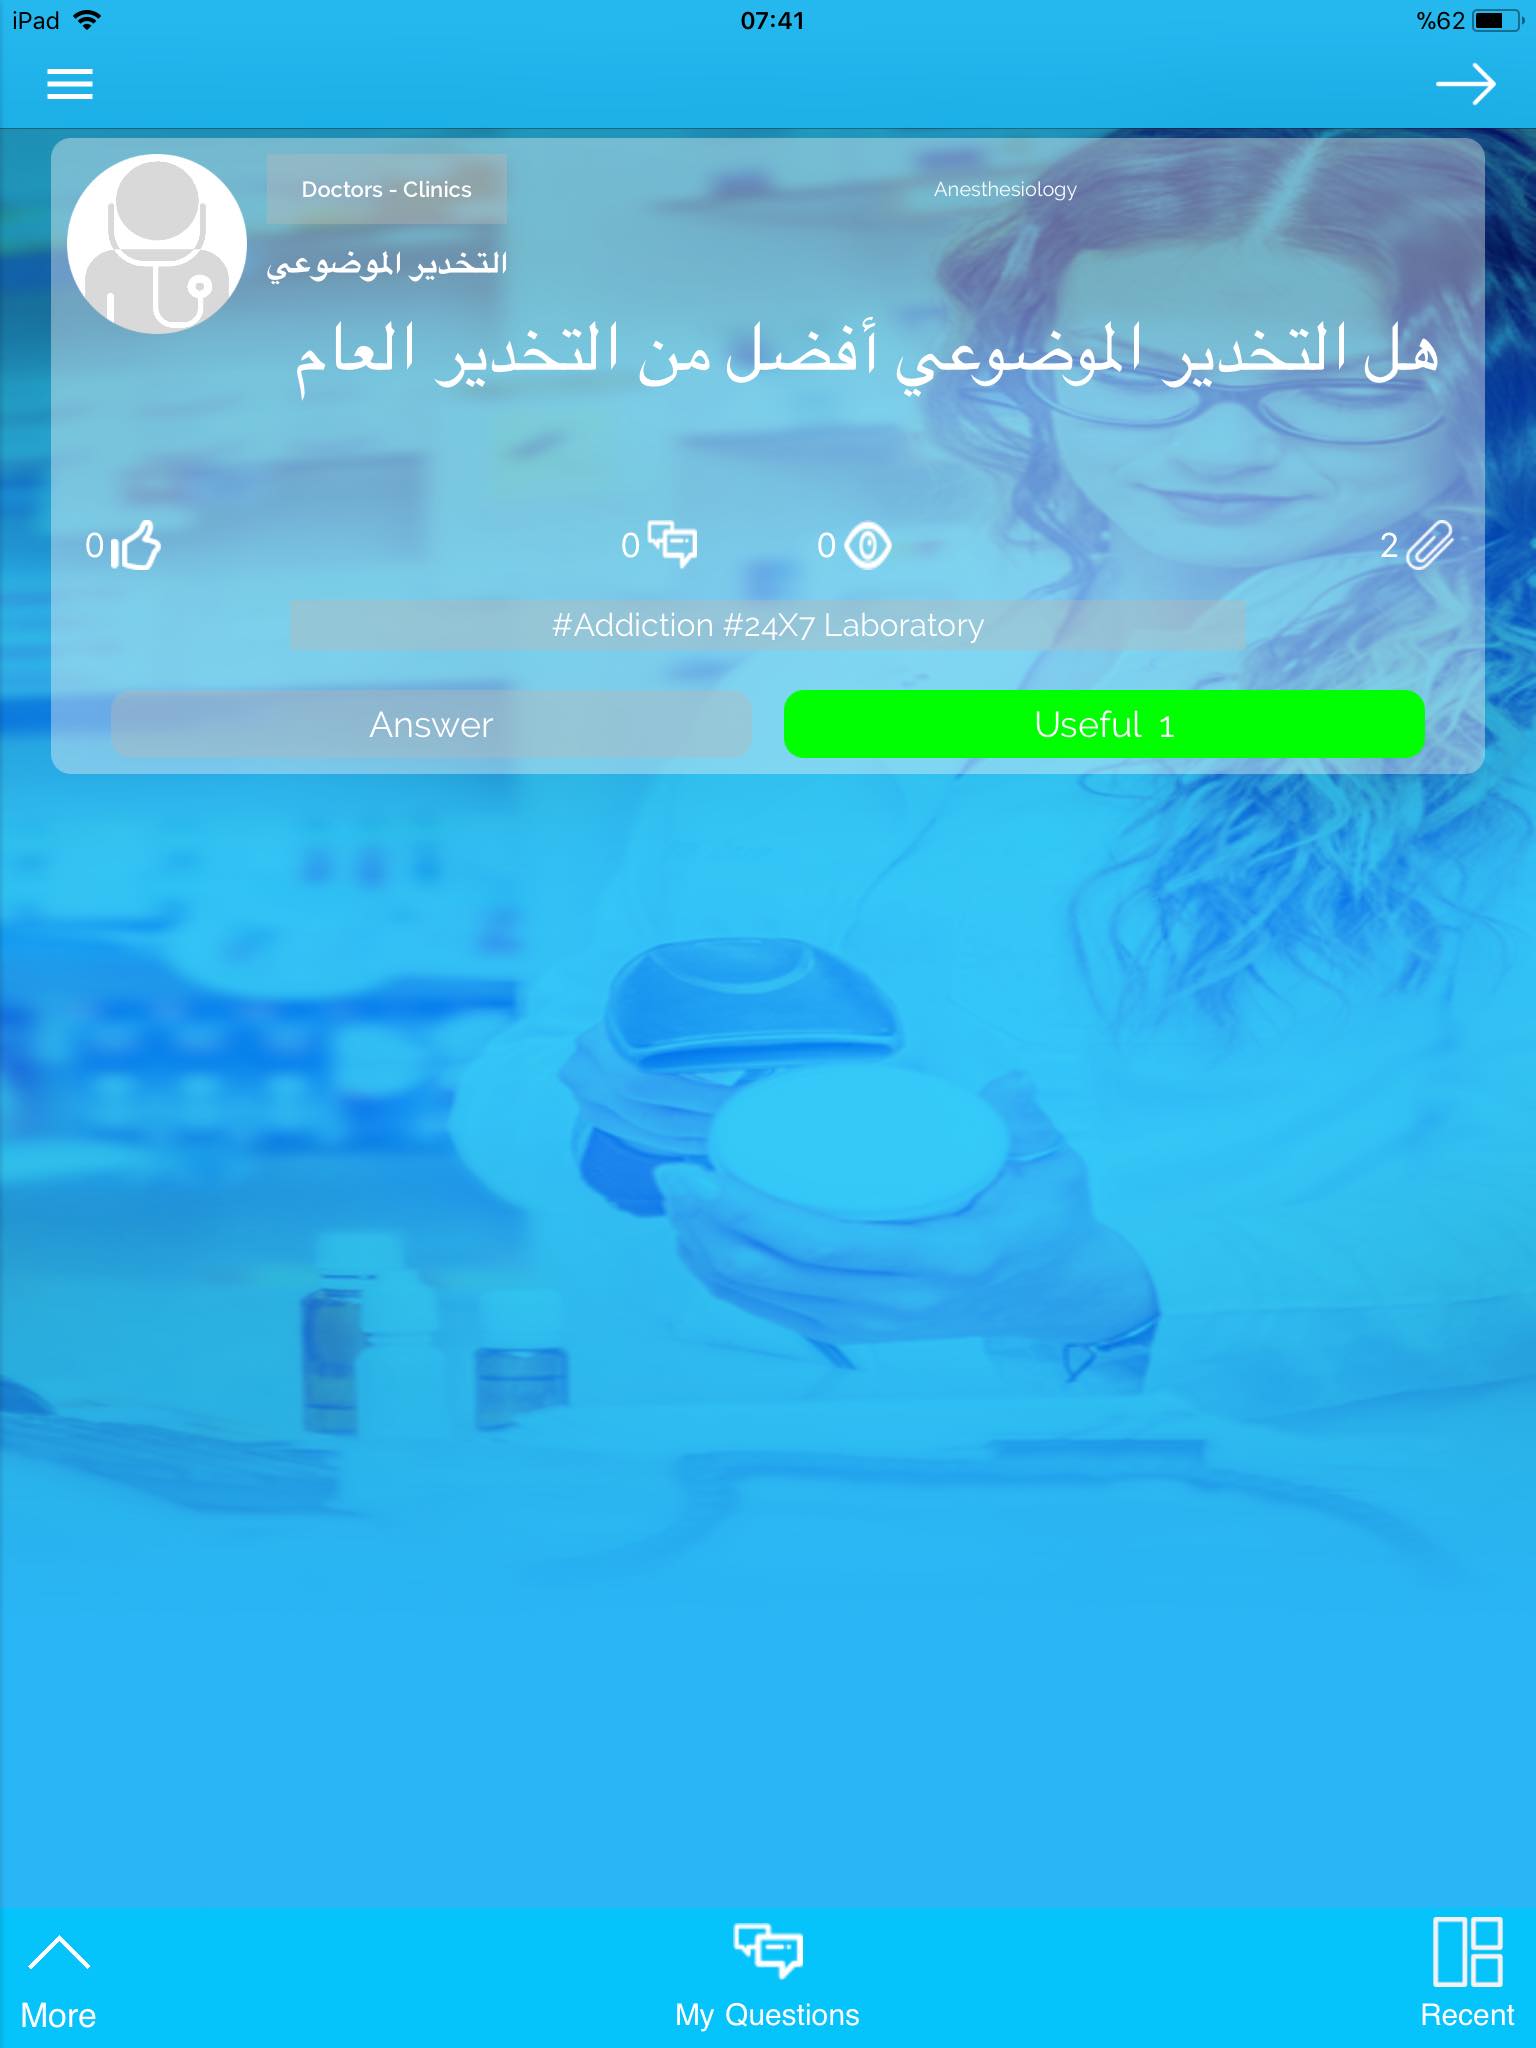 iPad 07:41 %62
Doctors - Clinics Anesthesiology
التخدير الموضوعي
هل التخدير الموضوعي أفضل من التخدير العام
0 0 0 2
#Addiction #24X7 Laboratory
Answer Useful 1
More My Questions Recent